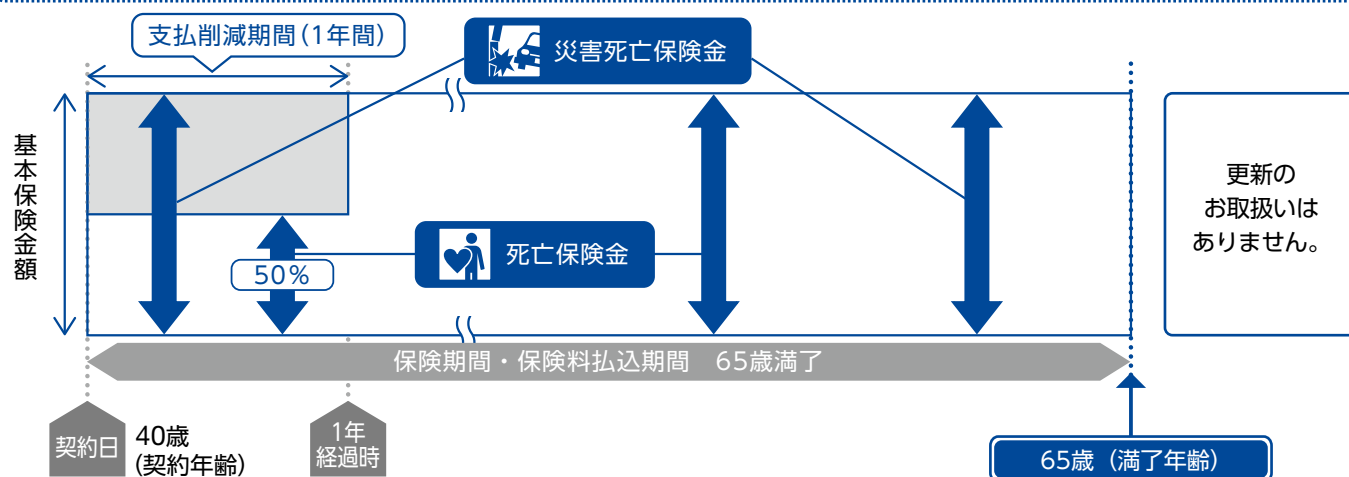 支払削減期間(1年間)
災害死亡保険金
基本保険金額
死亡保険金
50%
更新の
お取扱いは
ありません。
保険期間・保険料払込期間 65歳満了
契約日
40歳
(契約年齢)
1年
経過時
65歳(満了年齢)